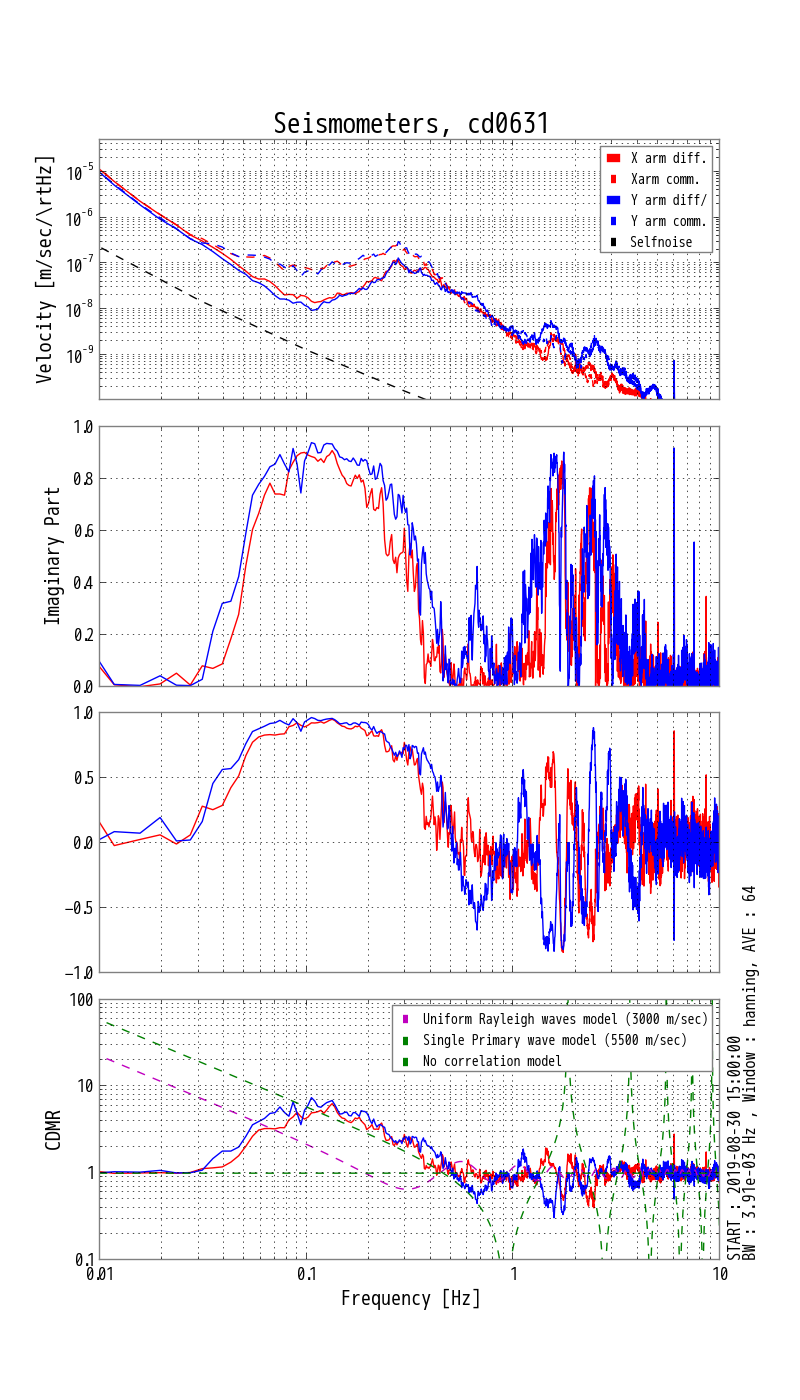 Seismometers, cd0631
Velocity [m/sec/\rtHz]
10^-5
10^-6
10^-7
10^-8
10^-9
X arm diff.
Xarm comm.
Y arm diff/
Y arm comm.
Selfnoise
Imaginary Part
1.0
0.8
0.6
0.4
0.2
0.0
1.0
0.5
0.0
−0.5
−1.0
CDMR
100
10
1
0.1
Uniform Rayleigh waves model (3000 m/sec)
Single Primary wave model (5500 m/sec)
No correlation model
0.01 0.1 1 10
Frequency [Hz]
START : 2019-08-30 15:00:00
BW : 3.91e-03 Hz , Window : hanning, AVE : 64